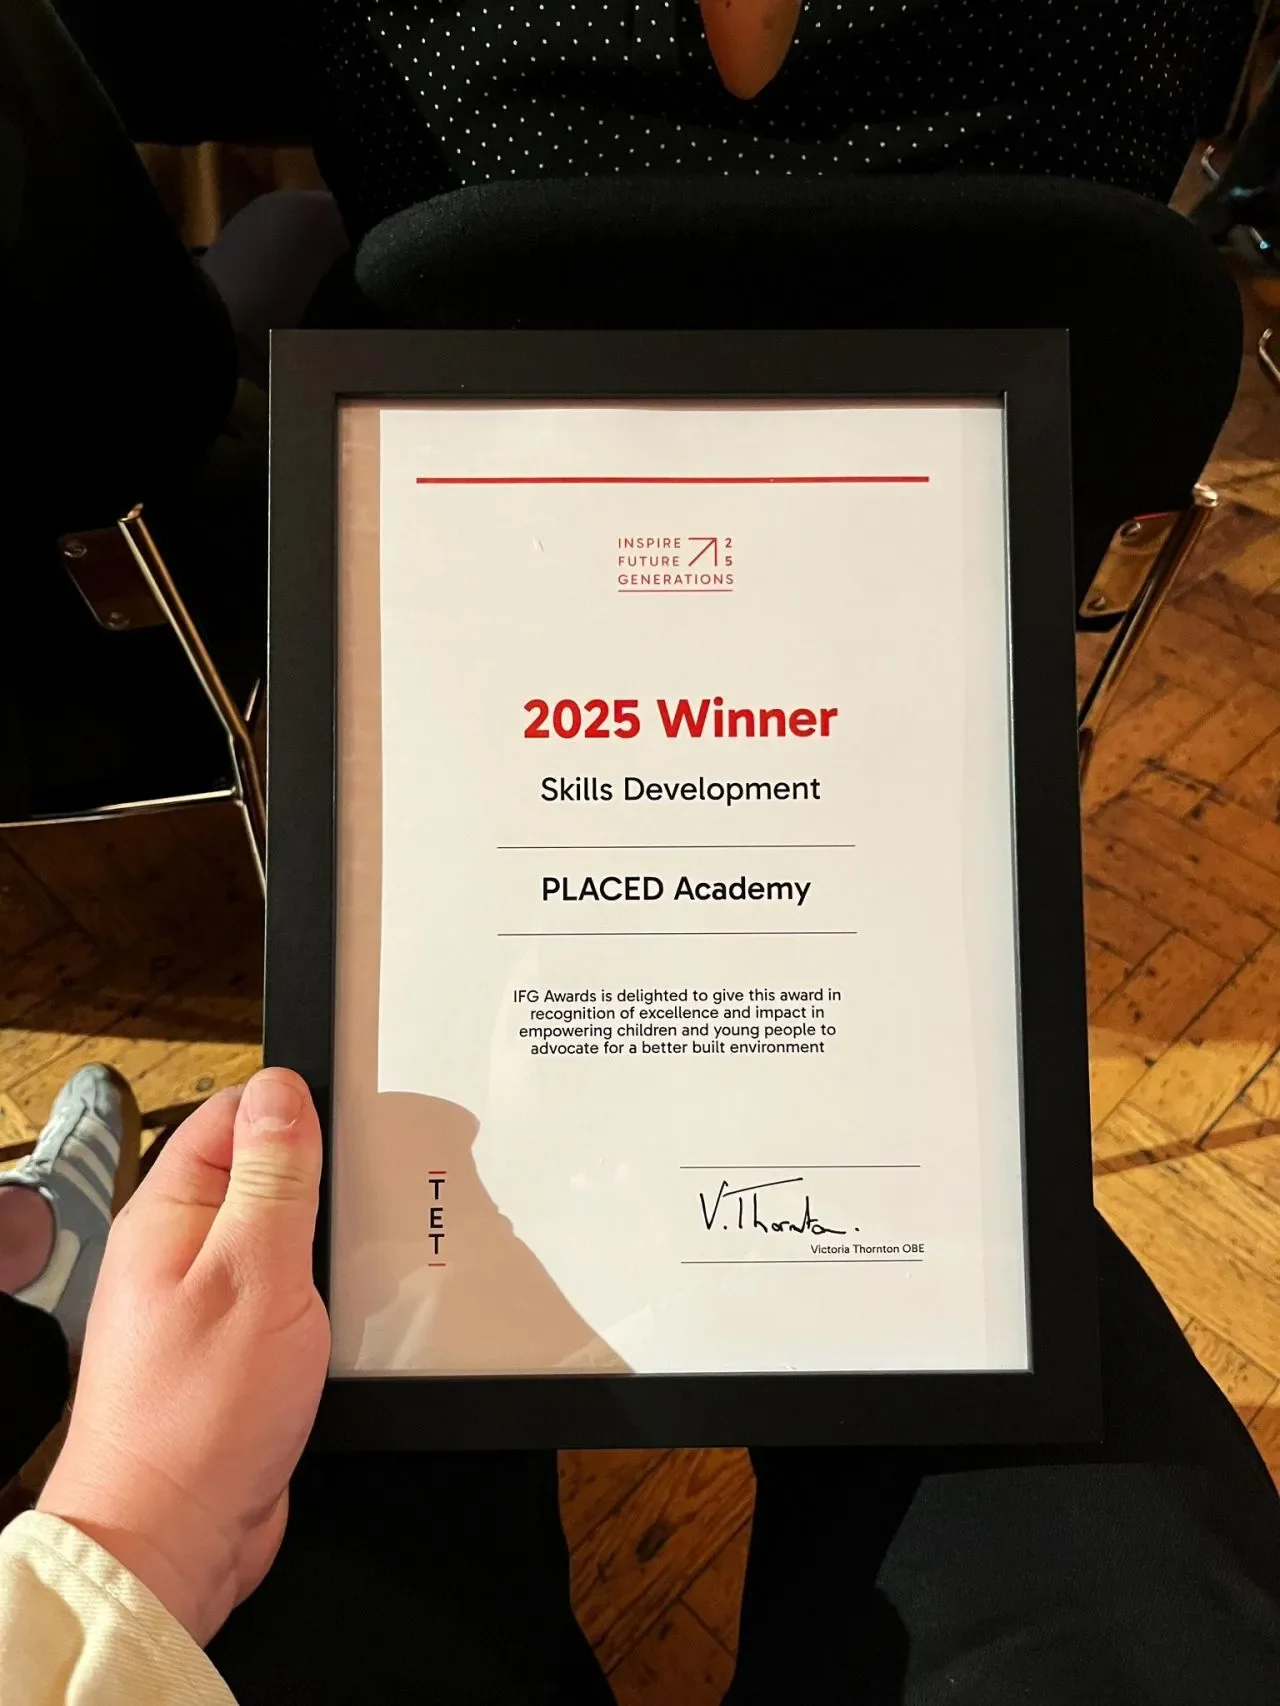 INSPIRE 2
FUTURE 5
GENERATIONS
2025 Winner
Skills Development
PLACED Academy
IFG Awards is delighted to give this award in
recognition of excellence and impact in
empowering children and young people to
advocate for a better built environment
TET
V. Thornton.
Victoria Thornton OBE